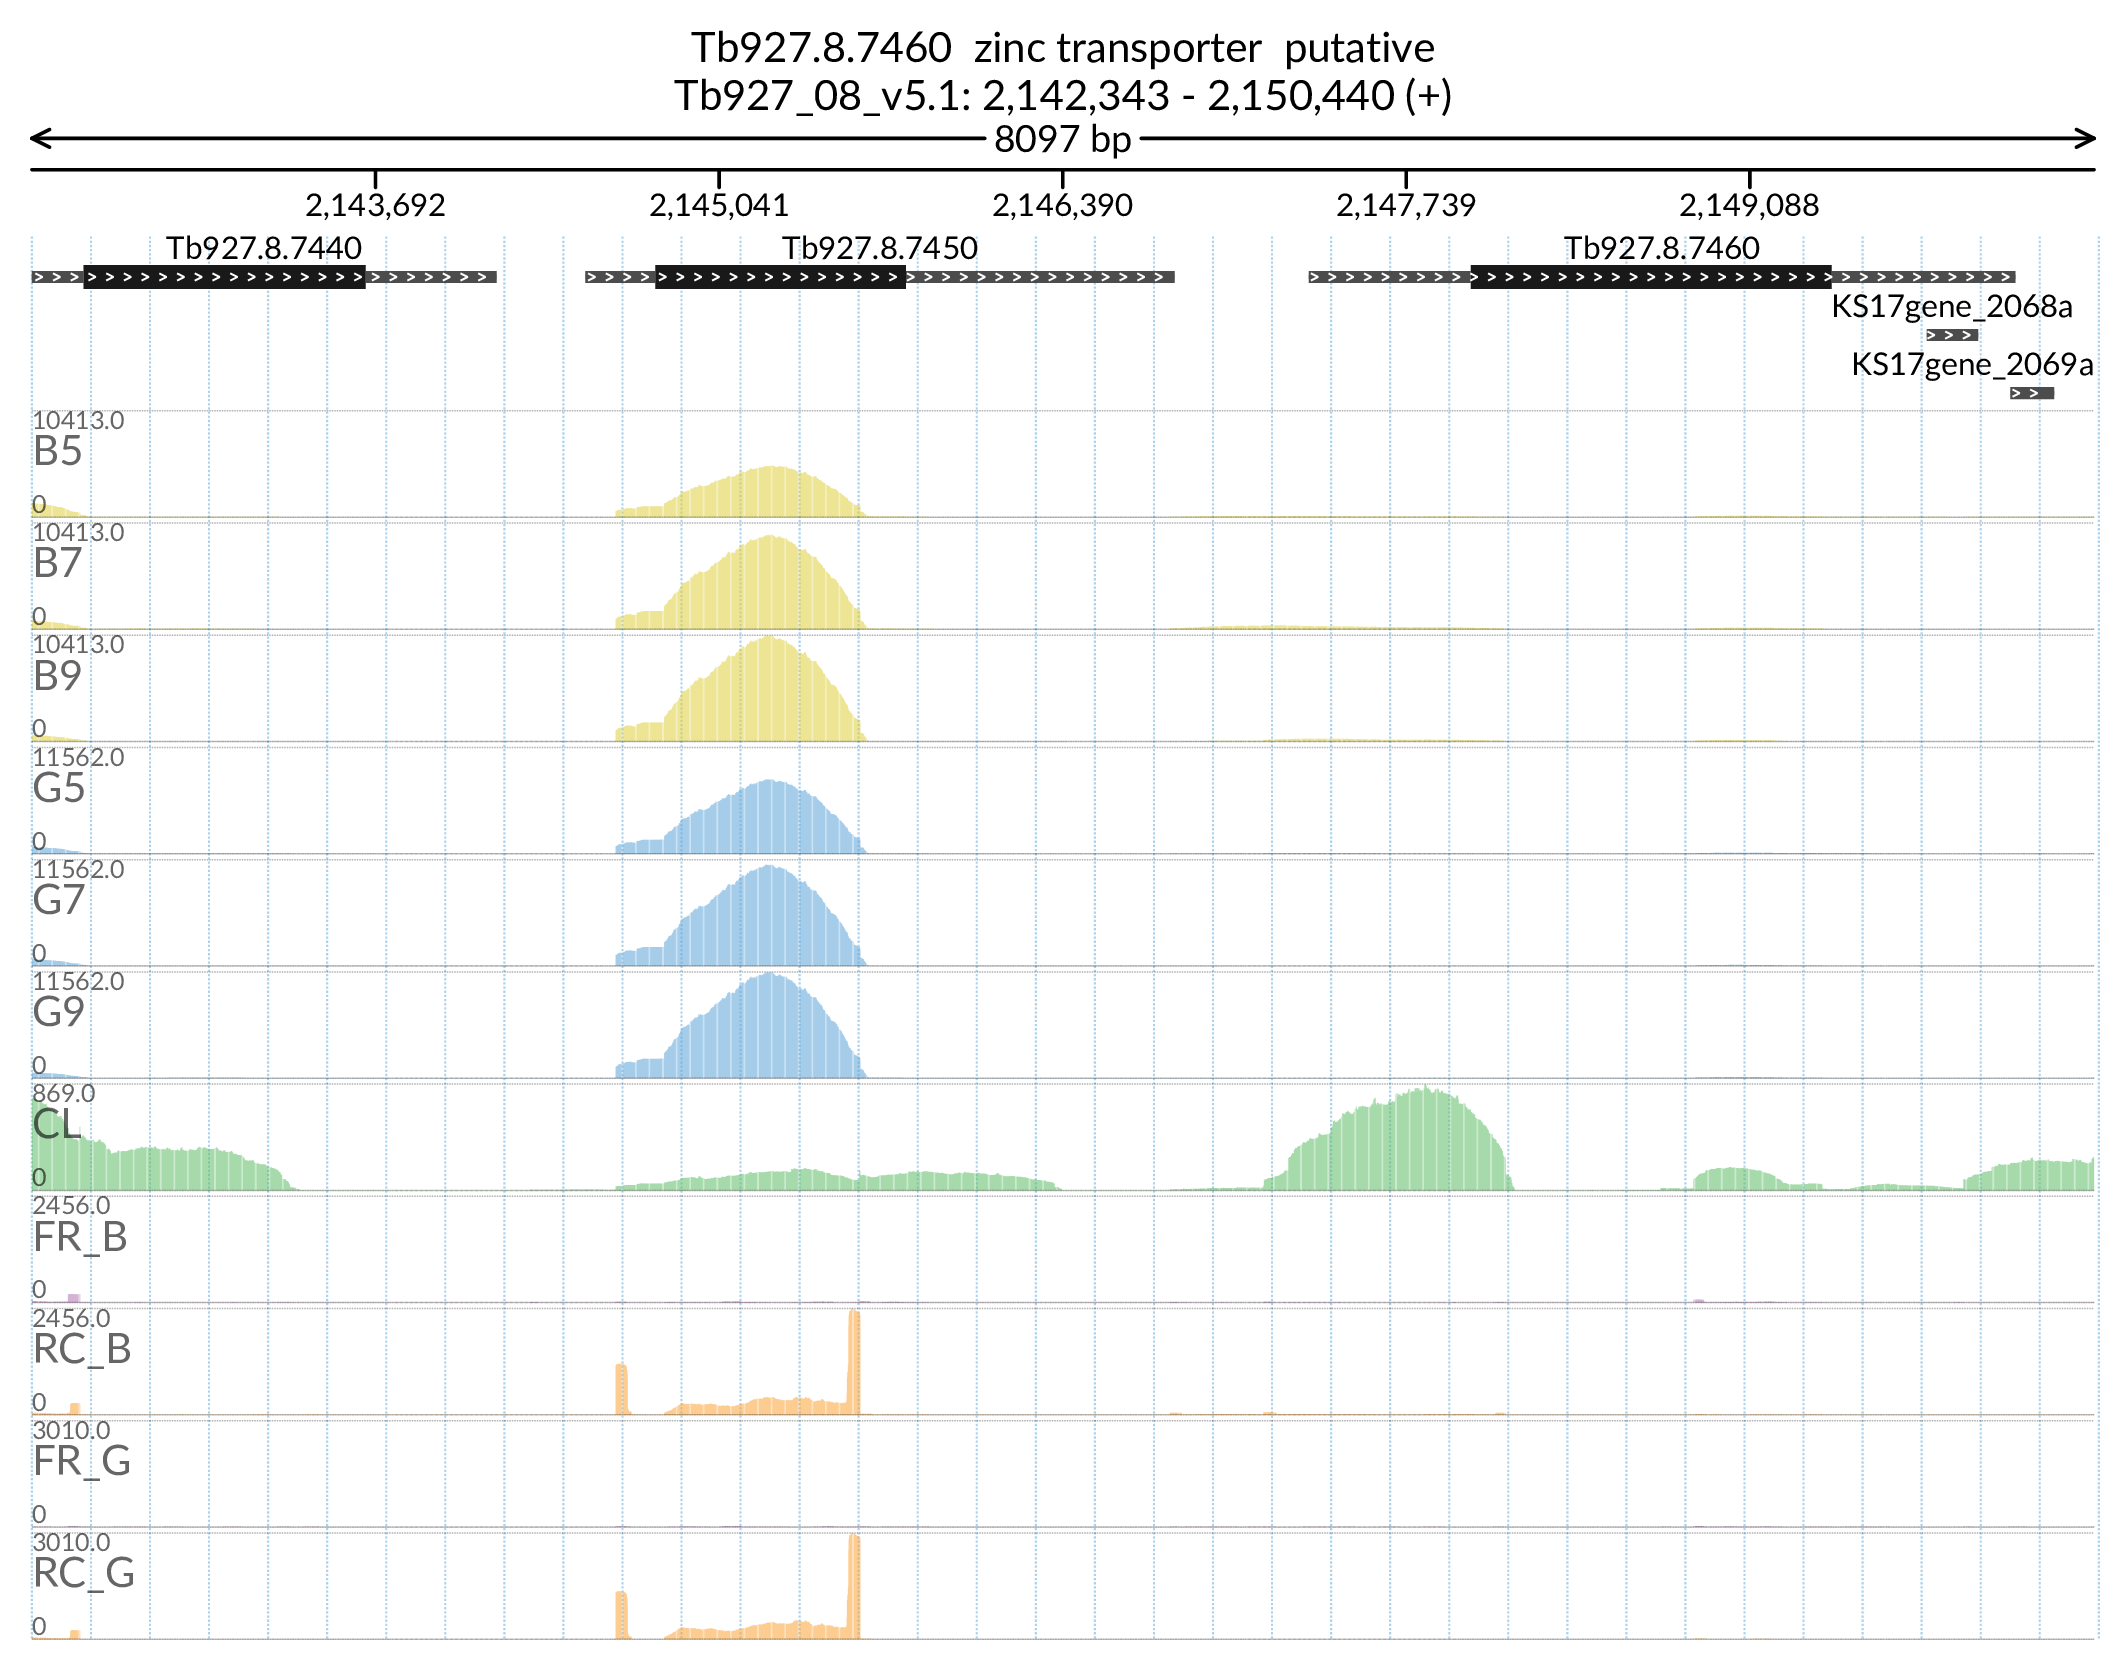 Tb927.8.7460  zinc transporter  putative
Tb927_08_v5.1: 2,142,343 - 2,150,440 (+)
8097 bp
2,143,692 2,145,041 2,146,390 2,147,739 2,149,088
Tb927.8.7440 Tb927.8.7450 Tb927.8.7460
KS17gene_2068a
KS17gene_2069a
10413.0
B5
0
10413.0
B7
0
10413.0
B9
0
11562.0
G5
0
11562.0
G7
0
11562.0
G9
0
869.0
CL
0
2456.0
FR_B
0
2456.0
RC_B
0
3010.0
FR_G
0
3010.0
RC_G
0